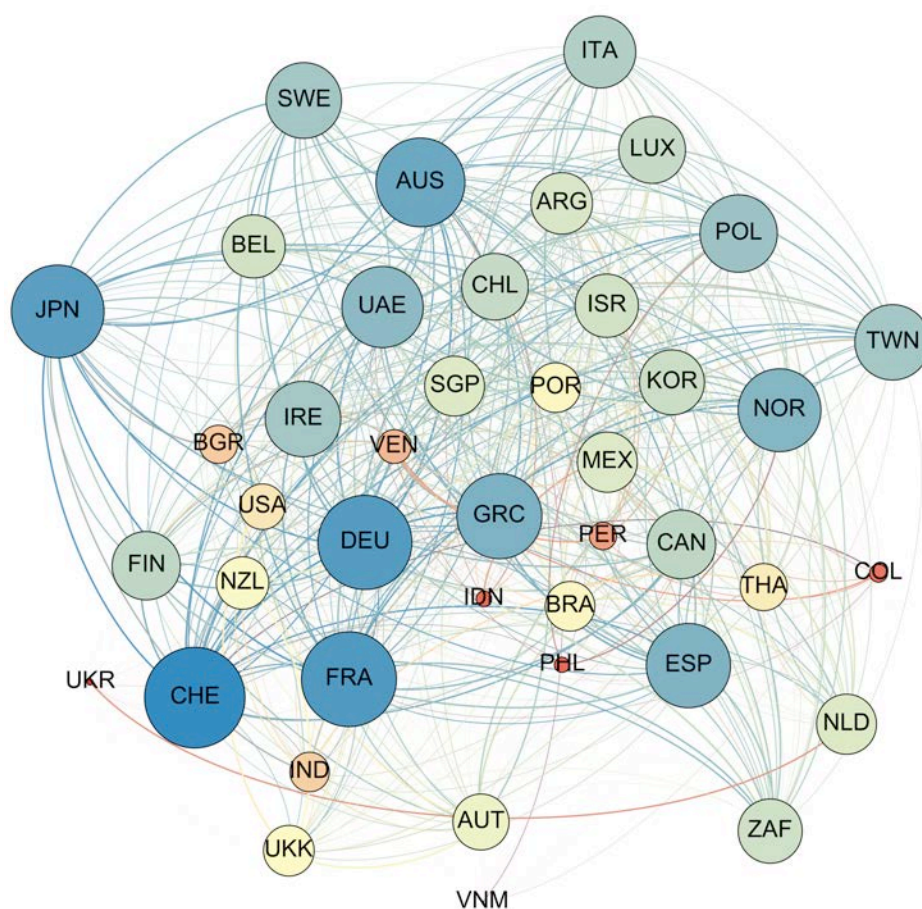 ITA
SWE
LUX
AUS
ARG
POL
BEL
CHL
ISR
UAE
JPN
TWN
SGP
POR
KOR
NOR
IRE
BGR
VEN
MEX
USA
GRC
PER
DEU
CAN
FIN
NZL
THA
COL
IDN
BRA
PHL
ESP
UKR
CHE
FRA
NLD
IND
AUT
ZAF
UKK
VNM